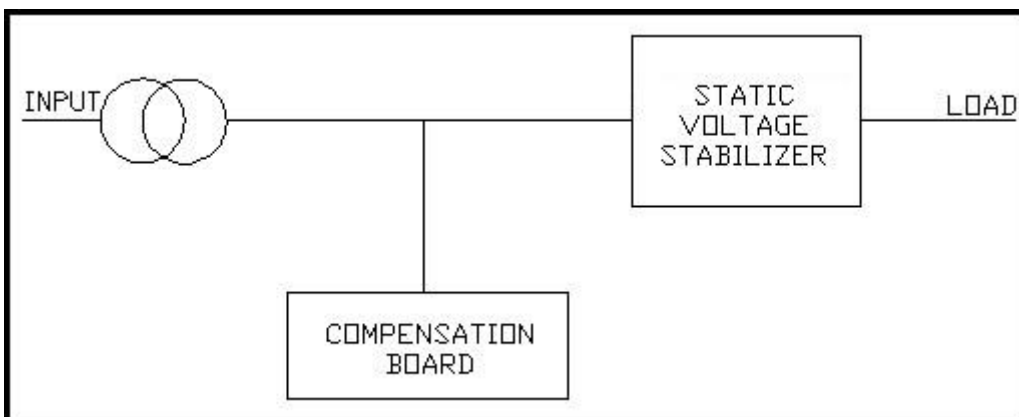 INPUT
STATIC
VOLTAGE
STABILIZER
LOAD
COMPENSATION
BOARD